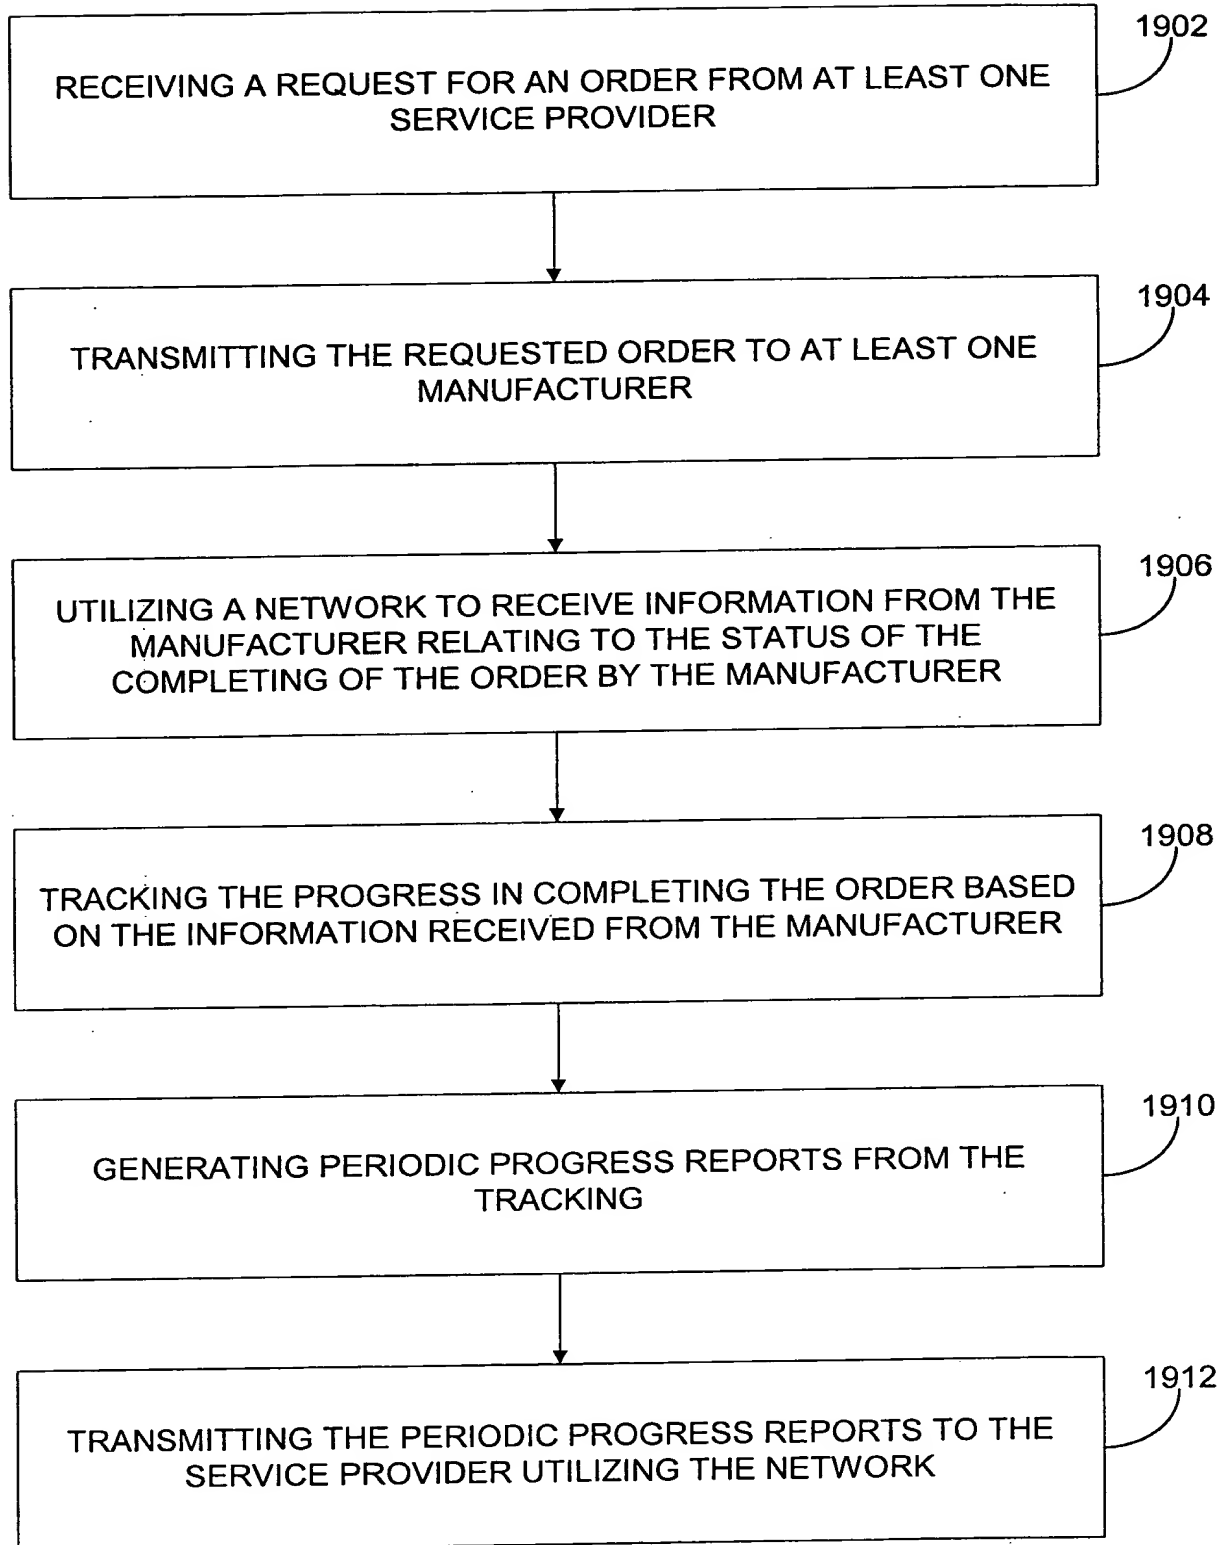 1902
RECEIVING A REQUEST FOR AN ORDER FROM AT LEAST ONE
SERVICE PROVIDER
1904
TRANSMITTING THE REQUESTED ORDER TO AT LEAST ONE
MANUFACTURER
1906
UTILIZING A NETWORK TO RECEIVE INFORMATION FROM THE
MANUFACTURER RELATING TO THE STATUS OF THE
COMPLETING OF THE ORDER BY THE MANUFACTURER
1908
TRACKING THE PROGRESS IN COMPLETING THE ORDER BASED
ON THE INFORMATION RECEIVED FROM THE MANUFACTURER
1910
GENERATING PERIODIC PROGRESS REPORTS FROM THE
TRACKING
1912
TRANSMITTING THE PERIODIC PROGRESS REPORTS TO THE
SERVICE PROVIDER UTILIZING THE NETWORK